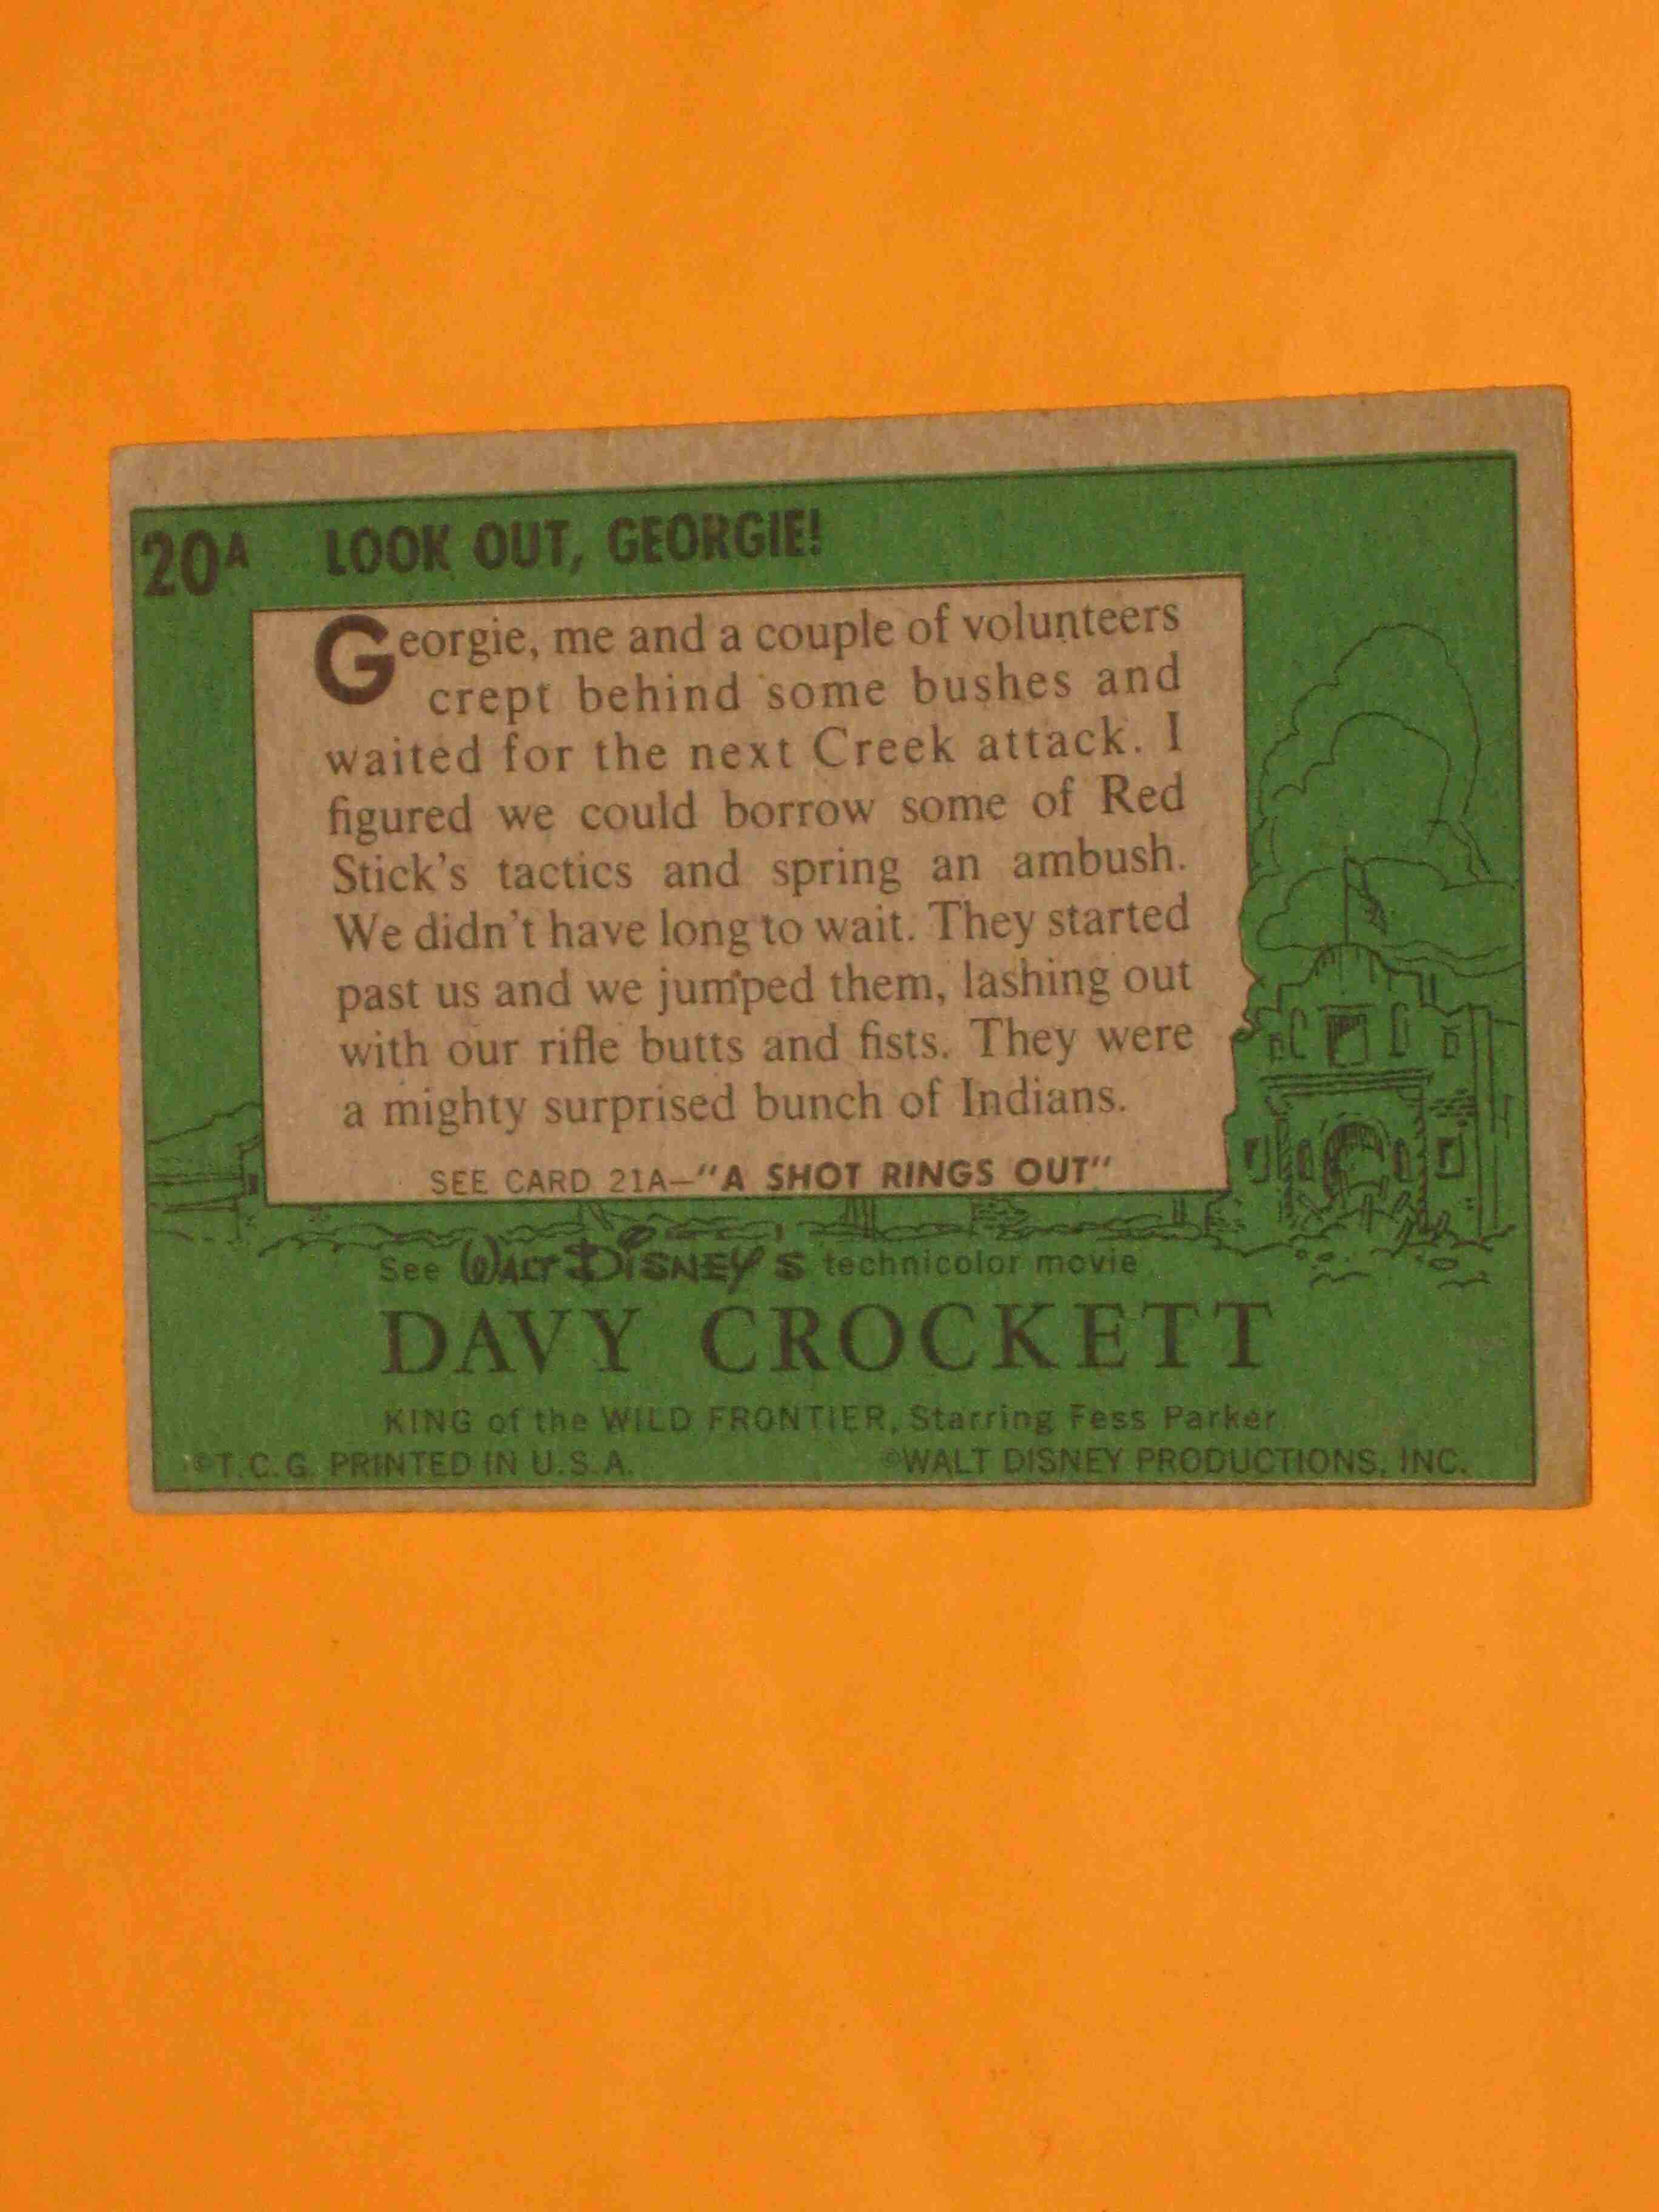 20A LOOK OUT, GEORGIE!
Georgie, me and a couple of volunteers
crept behind some bushes and
waited for the next Creek attack. I
figured we could borrow some of Red
Stick's tactics and spring an ambush.
We didn't have long to wait. They started
past us and we jumped them, lashing out
with our rifle butts and fists. They were
a mighty surprised bunch of Indians.
SEE CARD 21A—"A SHOT RINGS OUT"
See WALT DISNEY'S technicolor movie
DAVY CROCKETT
KING of the WILD FRONTIER, Starring Fess Parker
©T.C.G. PRINTED IN U.S.A. ©WALT DISNEY PRODUCTIONS, INC.